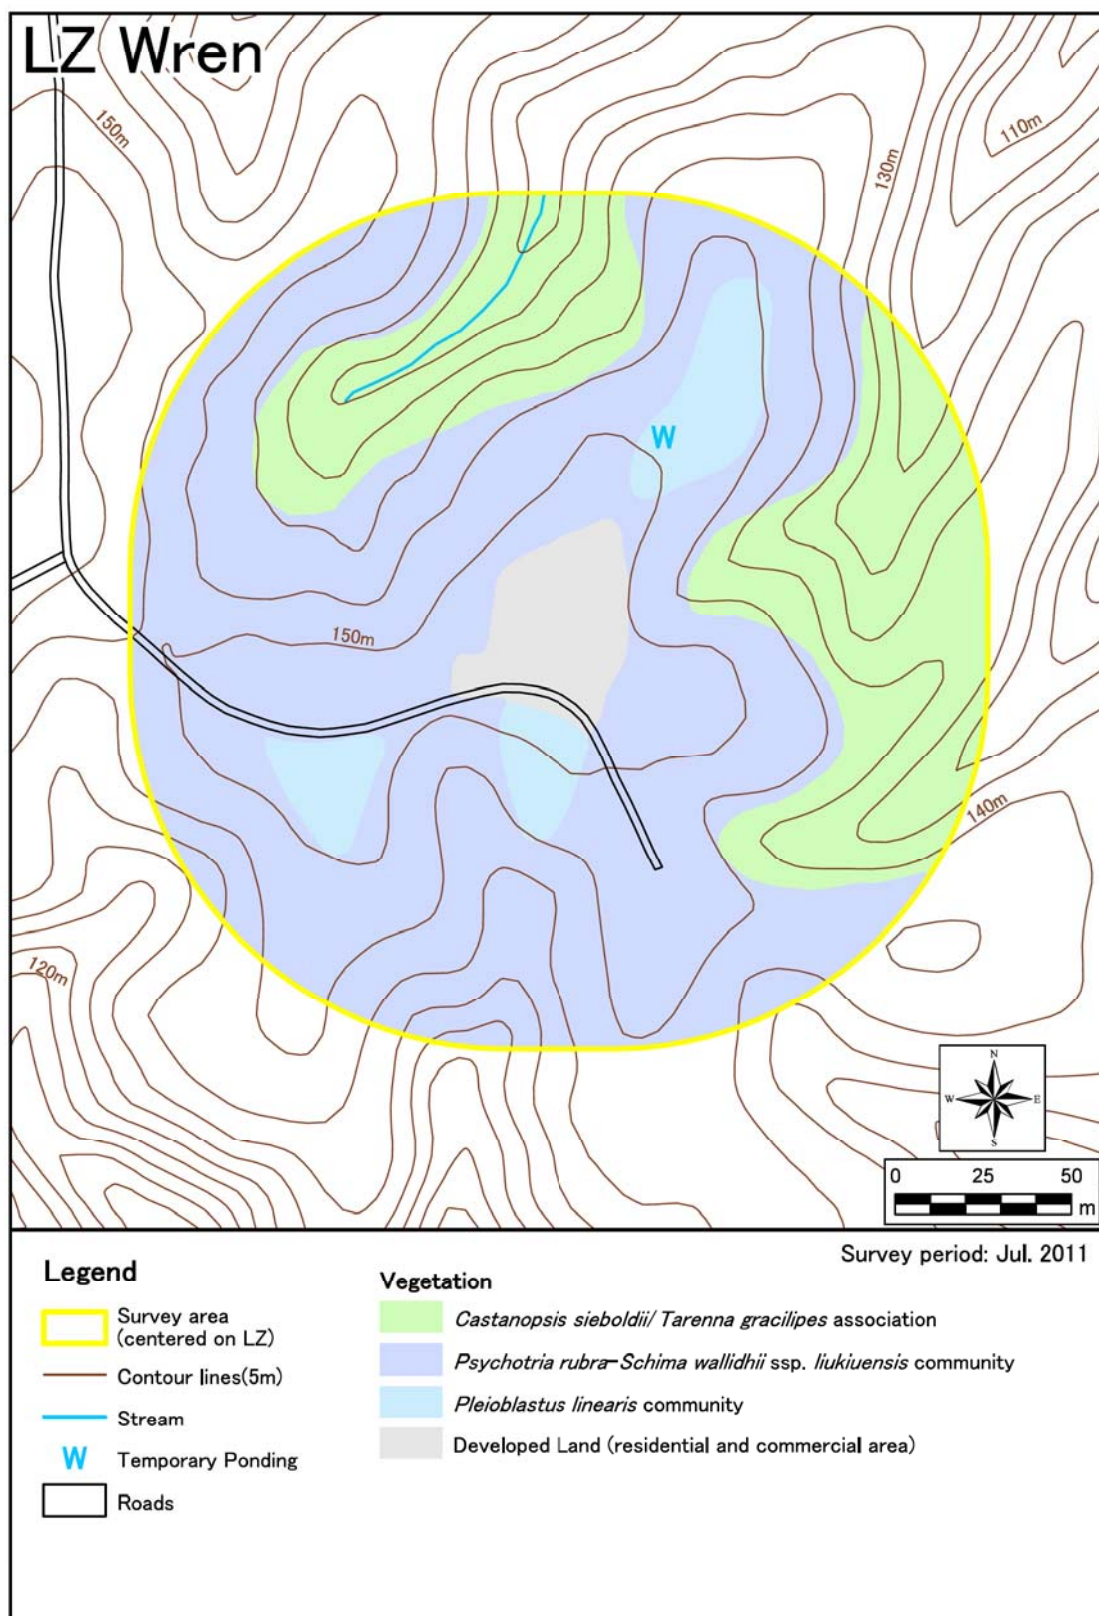 LZ Wren
150m
110m
130m
W
150m
140m
120m
N
W E
S
0 25 50
m
Survey period: Jul. 2011
Legend
Survey area
(centered on LZ)
Contour lines(5m)
Stream
W Temporary Ponding
Roads
Vegetation
Castanopsis sieboldii/ Tarenna gracilipes association
Psychotria rubra-Schima wallidhii ssp. liukiuensis community
Pleioblastus linearis community
Developed Land (residential and commercial area)